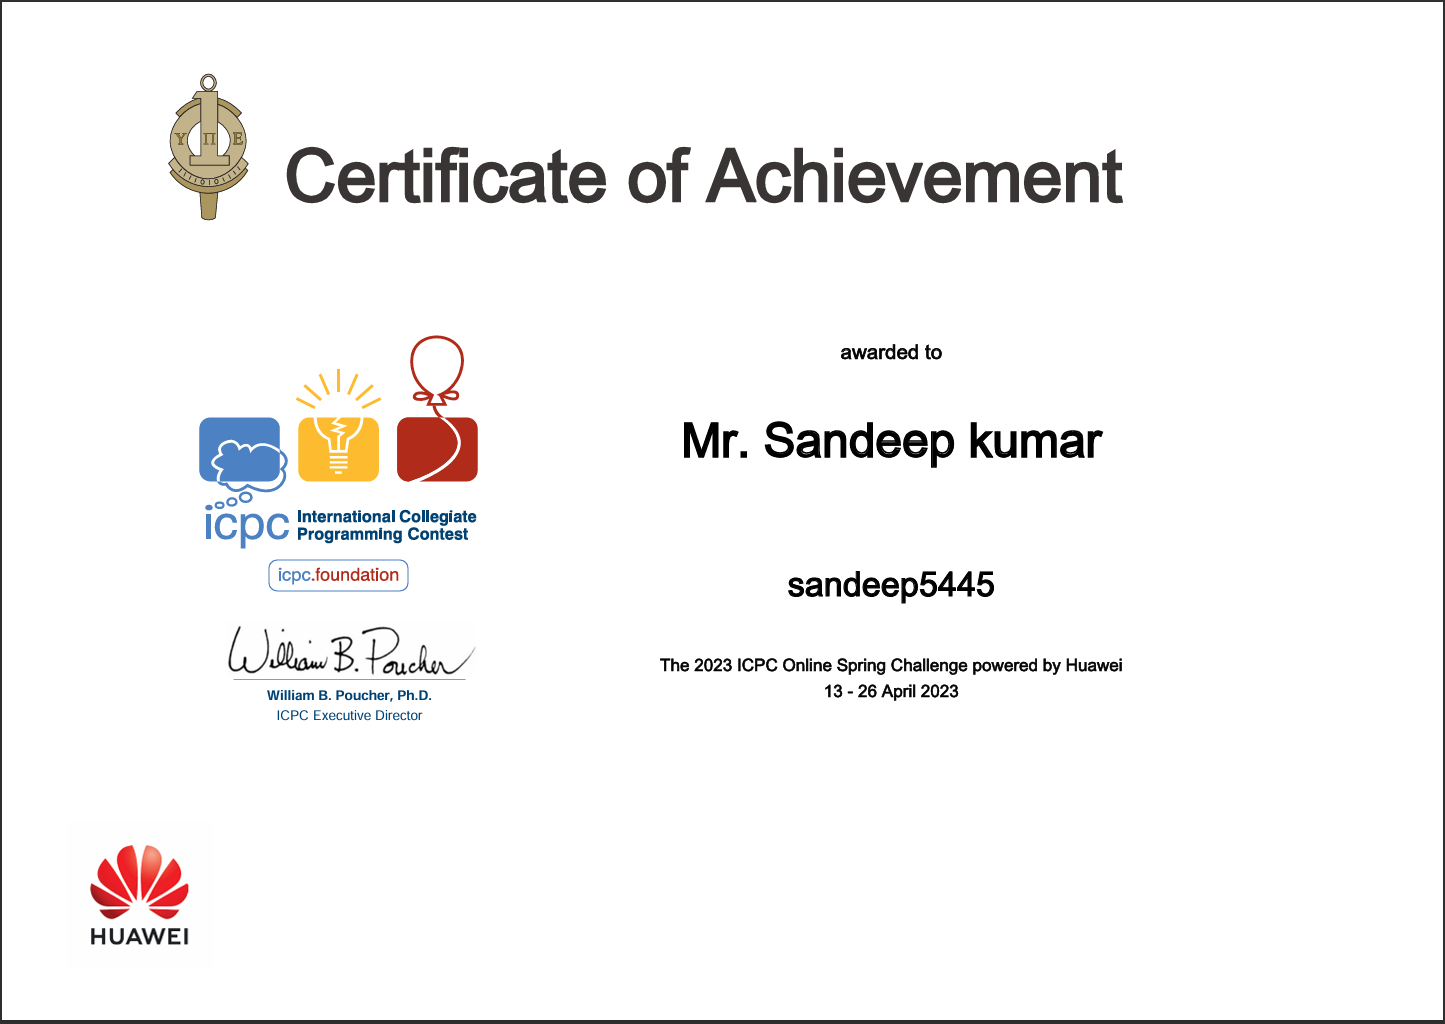 Υ Π Ε
Certificate of Achievement
awarded to
Mr. Sandeep kumar
icpc International Collegiate
Programming Contest
icpc.foundation
sandeep5445
William B. Poucher
William B. Poucher, Ph.D.
ICPC Executive Director
The 2023 ICPC Online Spring Challenge powered by Huawei
13 - 26 April 2023
HUAWEI